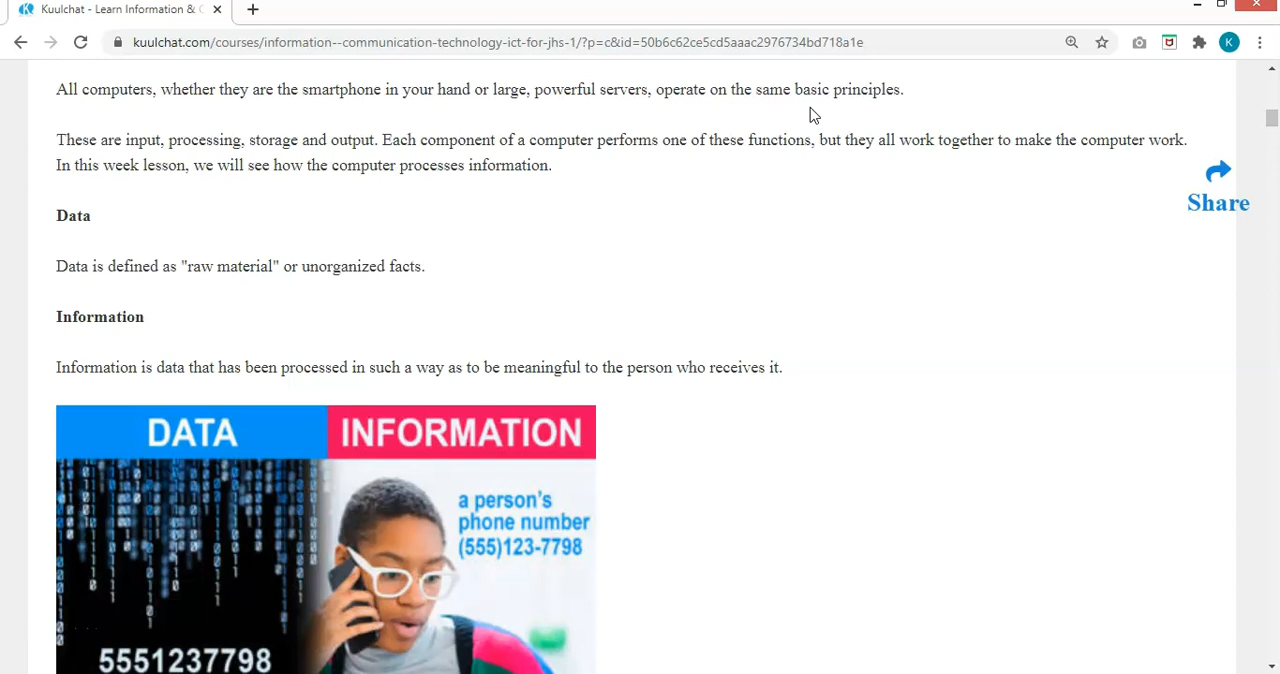 Kuulchat - Learn Information & C
kuulchat.com/courses/information--communication-technology-ict-for-jhs-1/?p=c&id=50b6c62ce5cd5aaac2976734bd718a1e
K
All computers, whether they are the smartphone in your hand or large, powerful servers, operate on the same basic principles.
These are input, processing, storage and output. Each component of a computer performs one of these functions, but they all work together to make the computer work.
In this week lesson, we will see how the computer processes information.
Share
Data
Data is defined as "raw material" or unorganized facts.
Information
Information is data that has been processed in such a way as to be meaningful to the person who receives it.
DATA
INFORMATION
a person's
phone number
(555)123-7798
5551237798